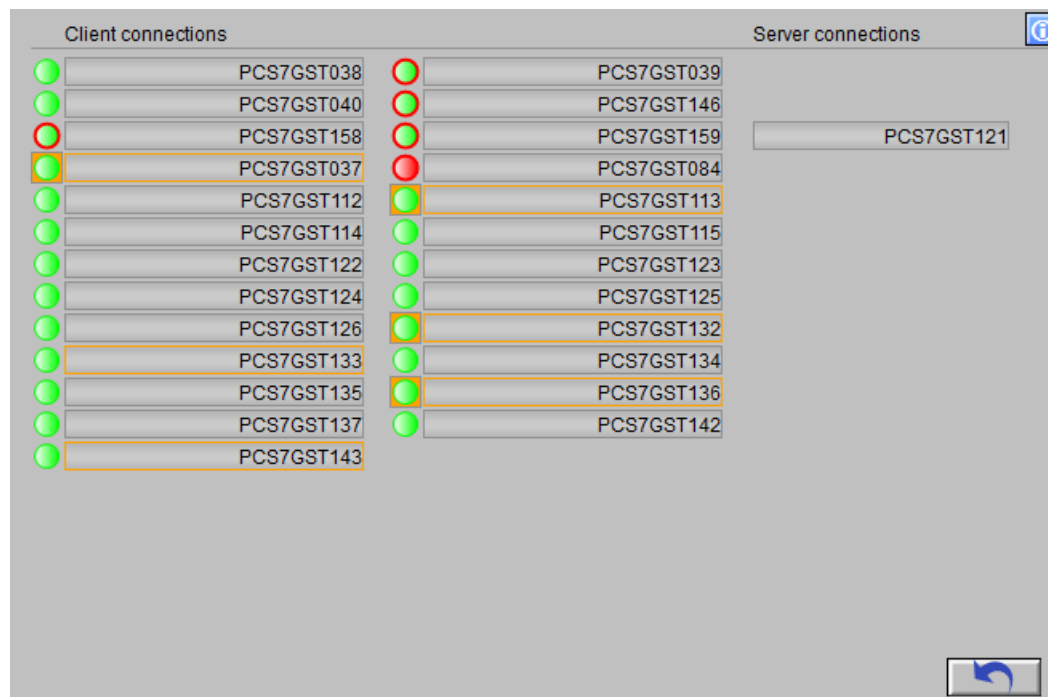 Client connections Server connections
PCS7GST038 PCS7GST039
PCS7GST040 PCS7GST146
PCS7GST158 PCS7GST159 PCS7GST121
PCS7GST037 PCS7GST084
PCS7GST112 PCS7GST113
PCS7GST114 PCS7GST115
PCS7GST122 PCS7GST123
PCS7GST124 PCS7GST125
PCS7GST126 PCS7GST132
PCS7GST133 PCS7GST134
PCS7GST135 PCS7GST136
PCS7GST137 PCS7GST142
PCS7GST143